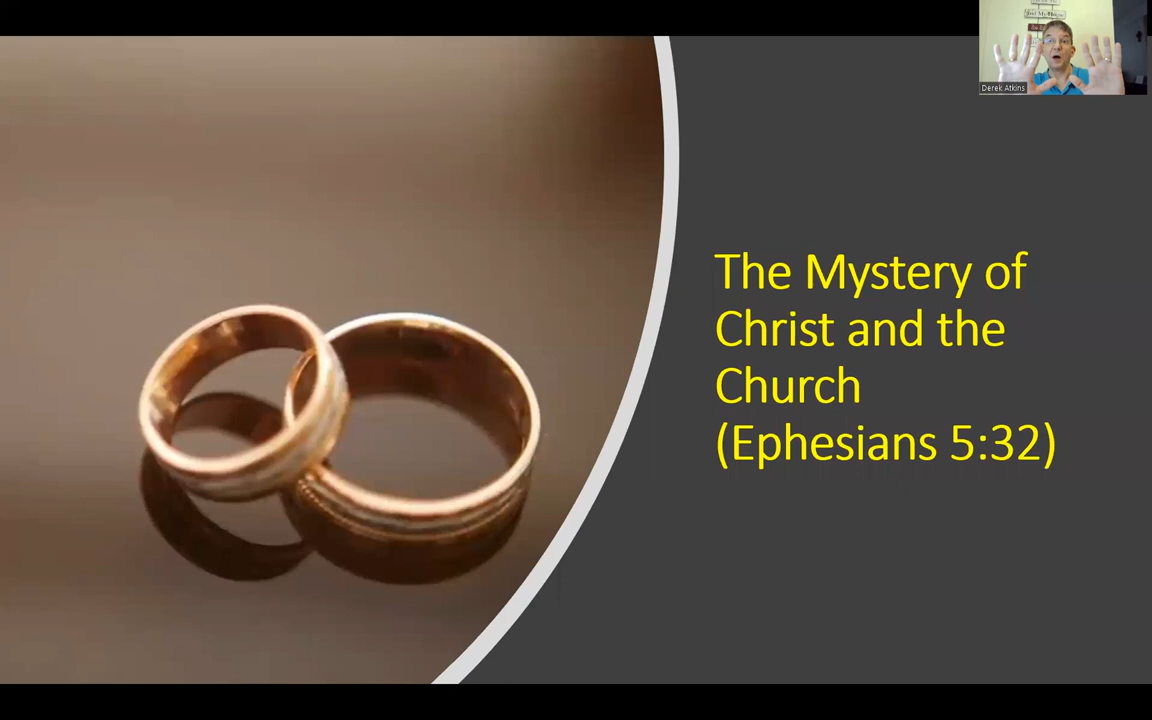 Derek Atkins
The Mystery of
Christ and the
Church
(Ephesians 5:32)